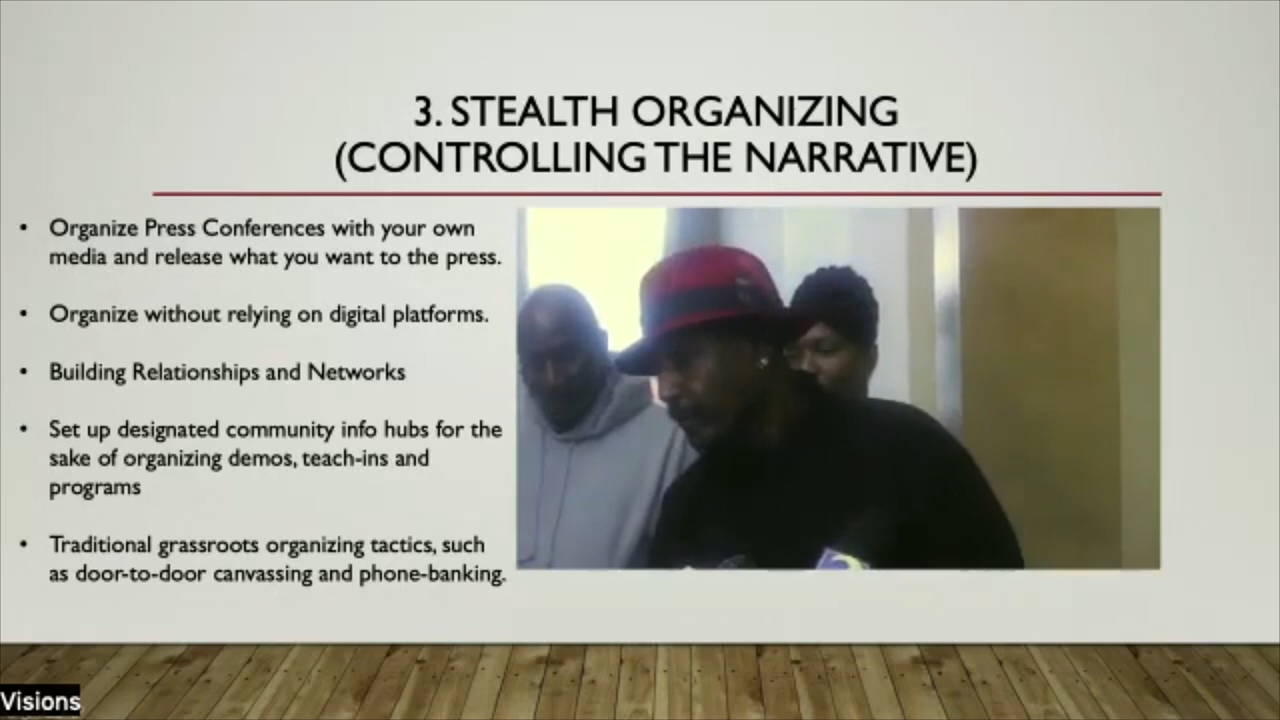 3. STEALTH ORGANIZING
(CONTROLLING THE NARRATIVE)
• Organize Press Conferences with your own
media and release what you want to the press.
• Organize without relying on digital platforms.
• Building Relationships and Networks
• Set up designated community info hubs for the
sake of organizing demos, teach-ins and
programs
• Traditional grassroots organizing tactics, such
as door-to-door canvassing and phone-banking.
Visions